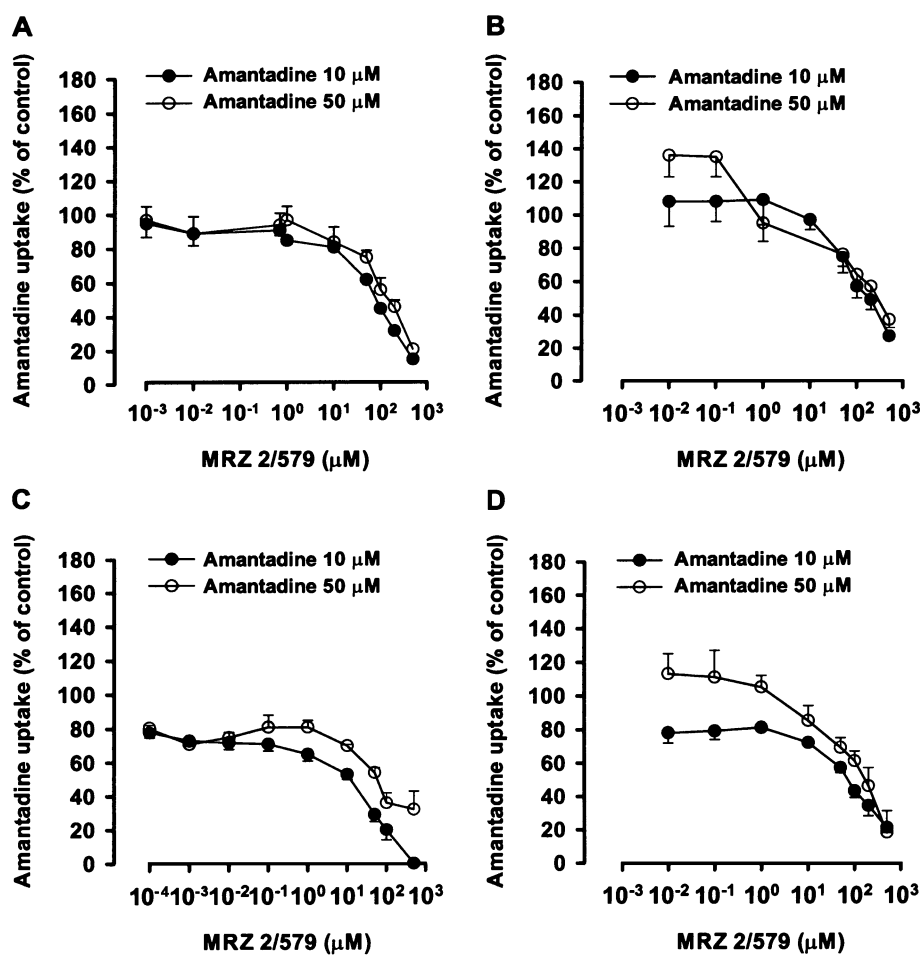 A
Amantadine uptake (% of control)
180
160
140
120
100
80
60
40
20
0
Amantadine 10 μM
Amantadine 50 μM
10-3 10-2 10-1 100 101 102 103
MRZ 2/579 (μM)
B
Amantadine uptake (% of control)
180
160
140
120
100
80
60
40
20
0
Amantadine 10 μM
Amantadine 50 μM
10-3 10-2 10-1 100 101 102 103
MRZ 2/579 (μM)
C
Amantadine uptake (% of control)
180
160
140
120
100
80
60
40
20
0
Amantadine 10 μM
Amantadine 50 μM
10-4 10-3 10-2 10-1 100 101 102 103
MRZ 2/579 (μM)
D
Amantadine uptake (% of control)
180
160
140
120
100
80
60
40
20
0
Amantadine 10 μM
Amantadine 50 μM
10-3 10-2 10-1 100 101 102 103
MRZ 2/579 (μM)